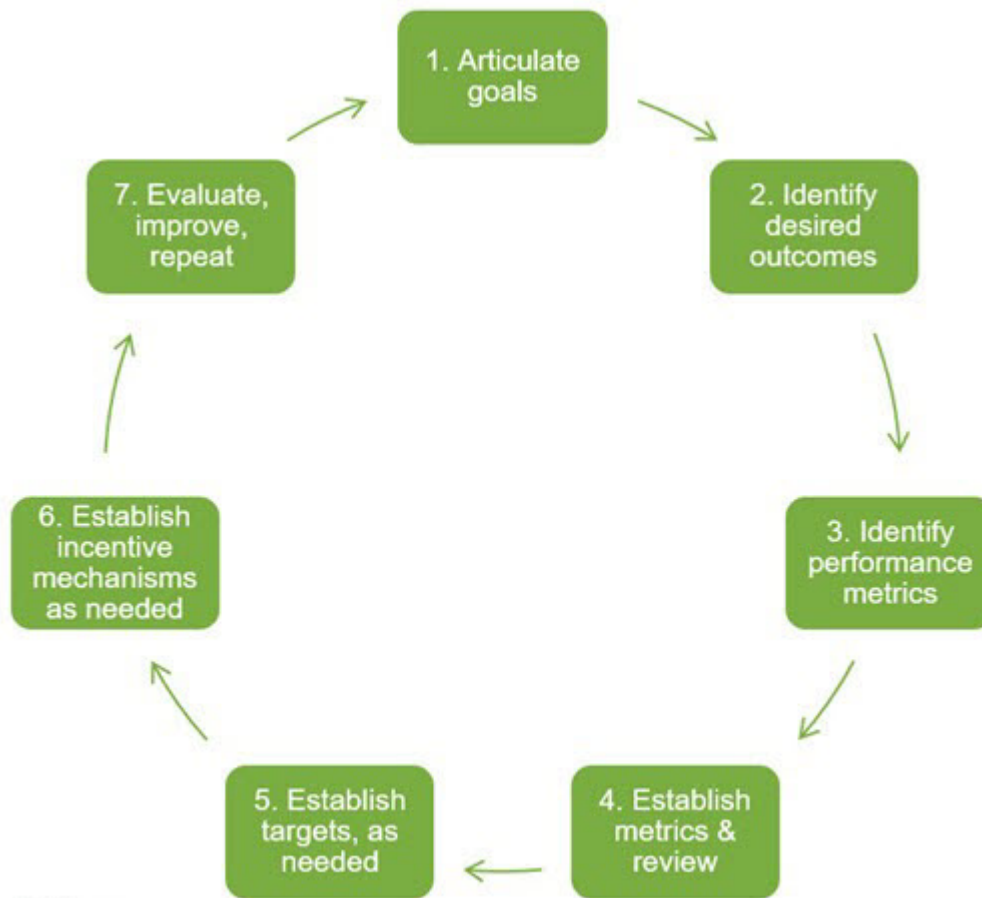 1. Articulate
goals
2. Identify
desired
outcomes
3. Identify
performance
metrics
4. Establish
metrics &
review
5. Establish
targets, as
needed
6. Establish
incentive
mechanisms
as needed
7. Evaluate,
improve,
repeat